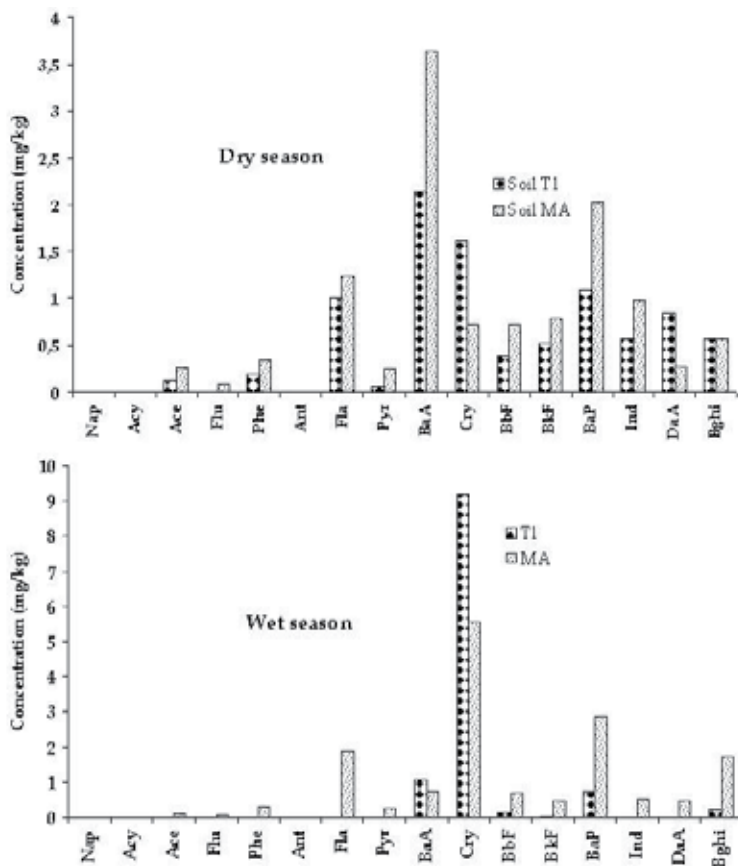 4
3,5
3
2,5
2
1,5
1
0,5
0
Concentration (mg/kg)
Dry season
Soil T1
Soil MA
Nap Acy Ace Flu Phe Ant Fla Pyr BaA Cry BbF BkF BaP Ind DaA Bghi
10
9
8
7
6
5
4
3
2
1
0
Concentration (mg/kg)
Wet season
T1
MA
Nap Acy Ace Flu Phe Ant Fla Pyr BaA Cry BbF BkF BaP Ind DaA Bghi